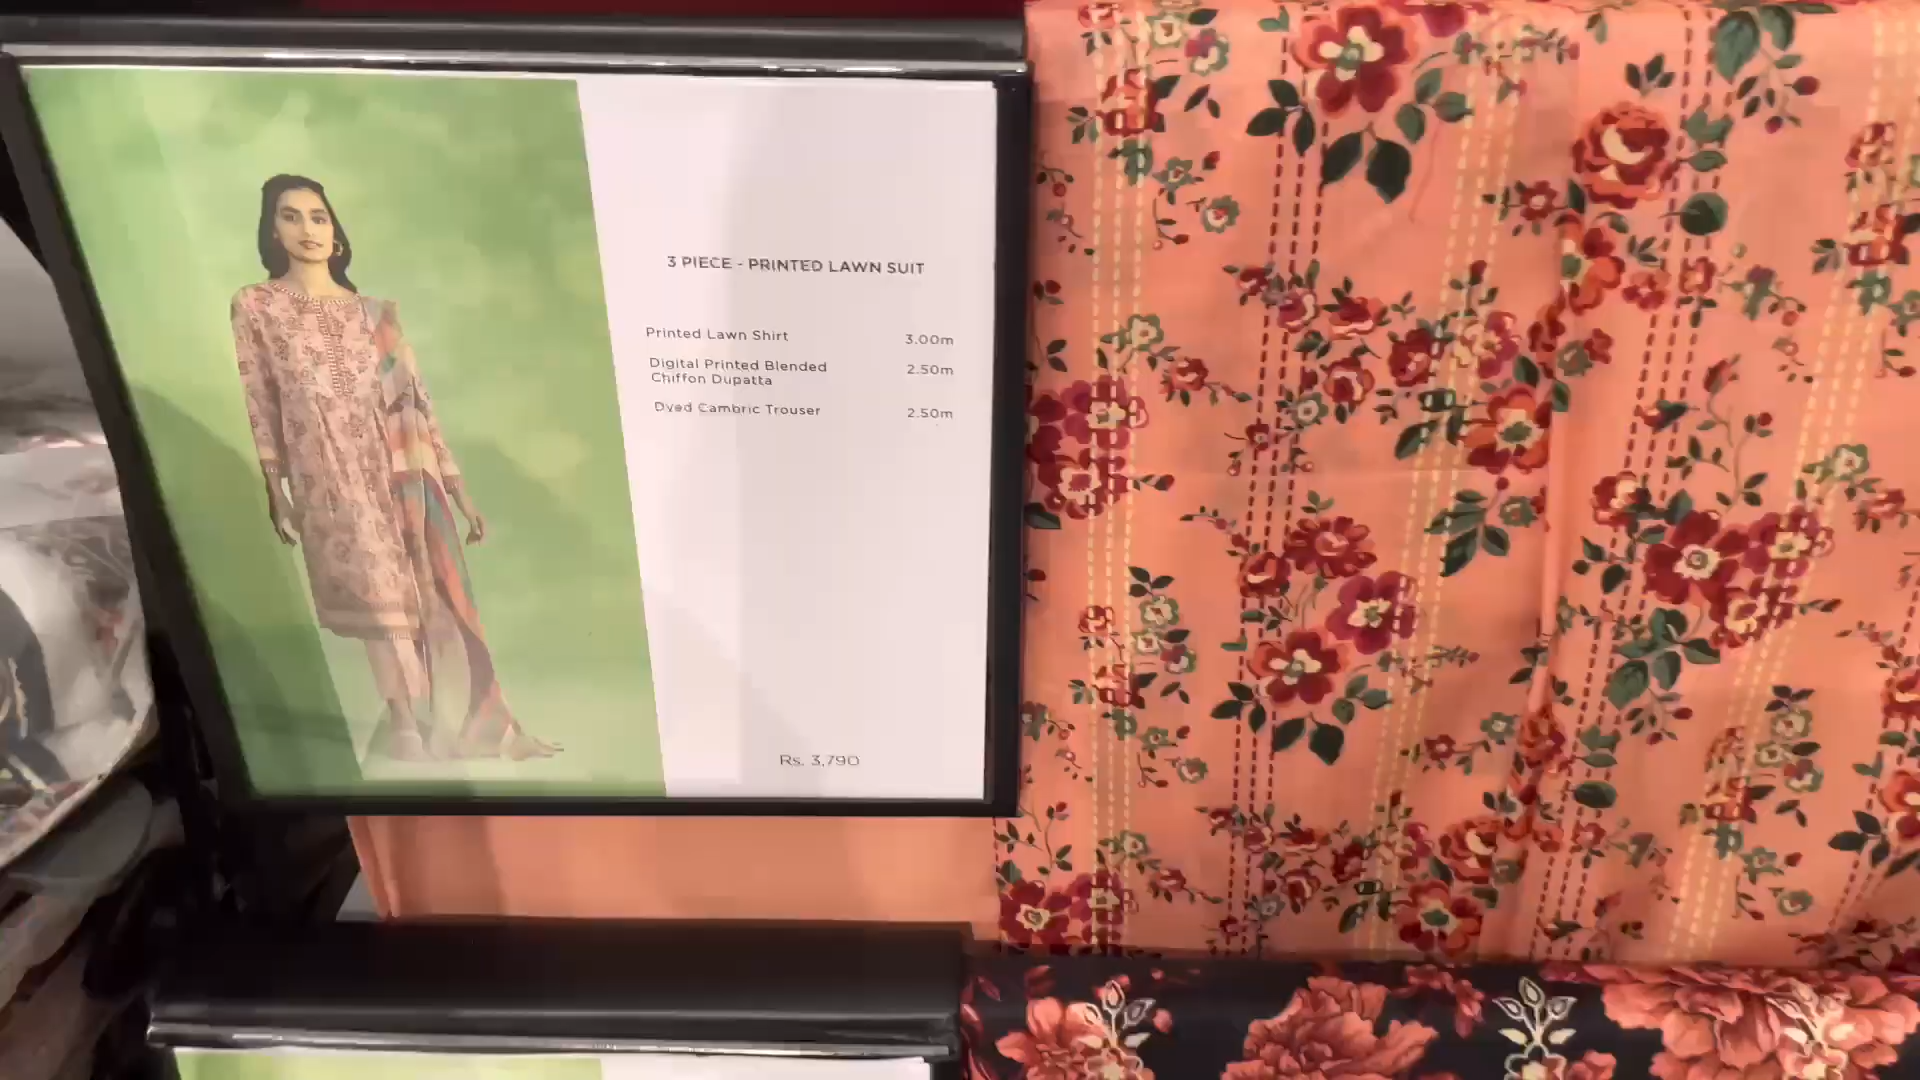 3 PIECE - PRINTED LAWN SUIT
Printed Lawn Shirt 3.00m
Digital Printed Blended 2.50m
Chiffon Dupatta
Dyed Cambric Trouser 2.50m
Rs. 3,790